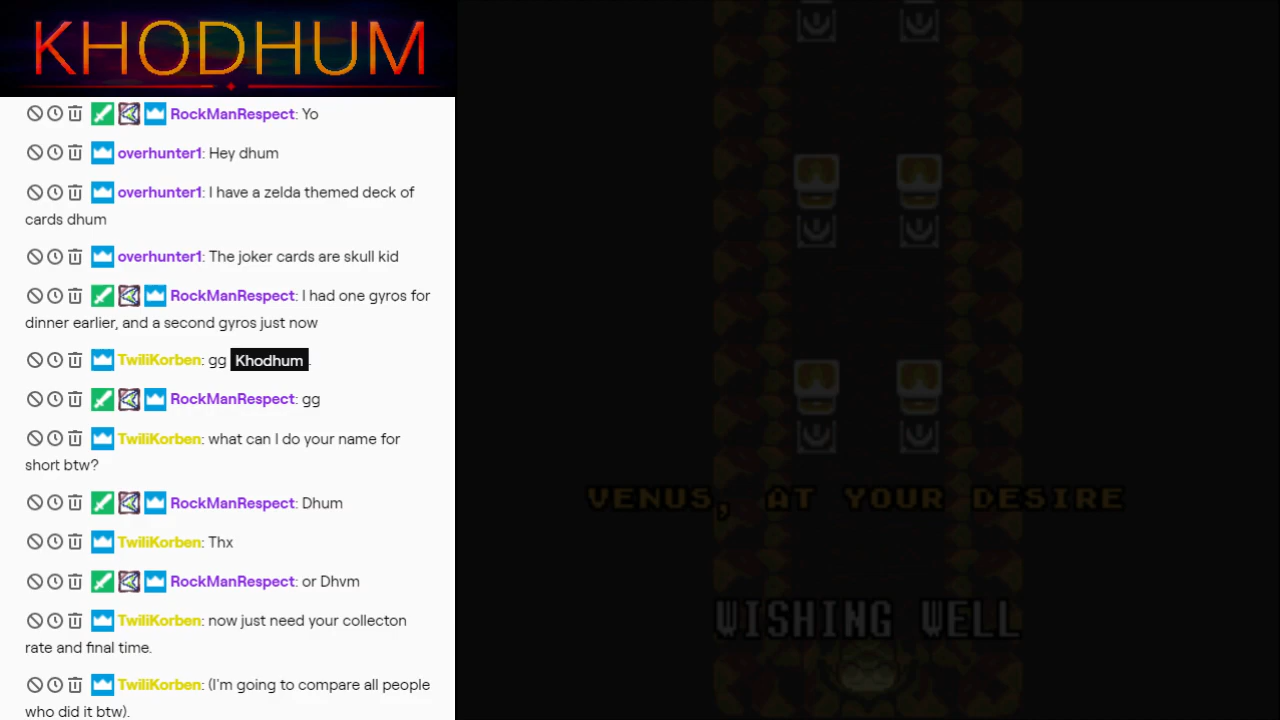 KHODHUM
RockManRespect: Yo
overhunter1: Hey dhum
overhunter1: I have a zelda themed deck of
cards dhum
overhunter1: The joker cards are skull kid
RockManRespect: I had one gyros for
dinner earlier, and a second gyros just now
TwiliKorben: gg Khodhum.
RockManRespect: gg
TwiliKorben: what can I do your name for
short btw?
RockManRespect: Dhum
TwiliKorben: Thx
RockManRespect: or Dhvm
TwiliKorben: now just need your collecton
rate and final time.
TwiliKorben: (I'm going to compare all people
who did it btw).
VENUS, AT YOUR DESIRE
WISHING WELL